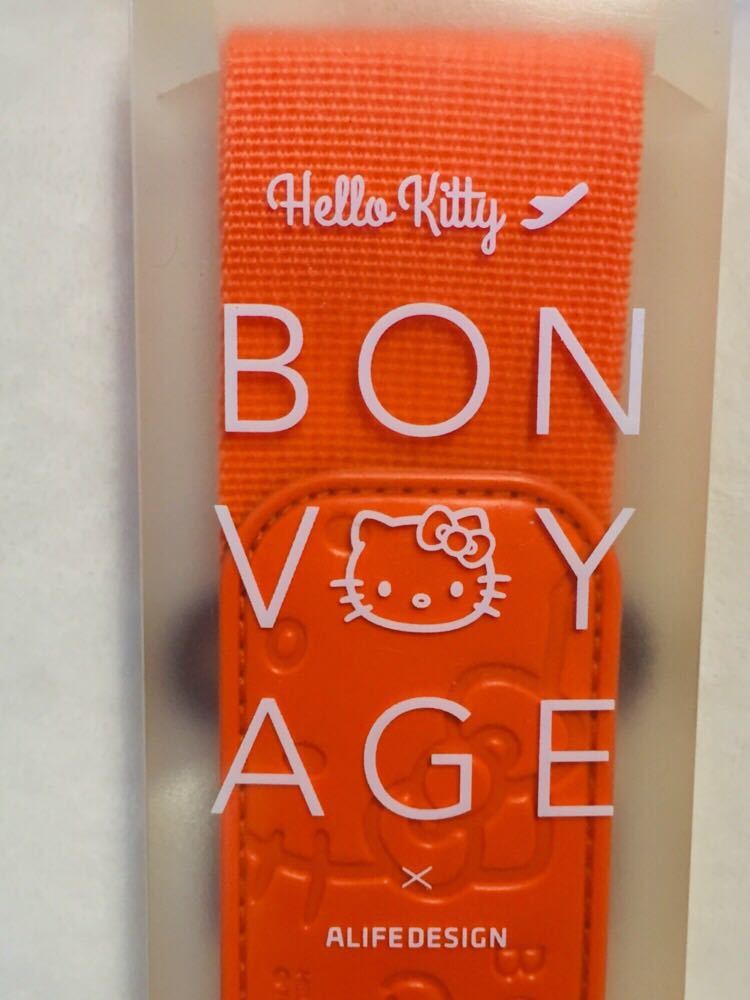 Hello Kitty
BON
V Y
AGE
×
ALIFEDESIGN